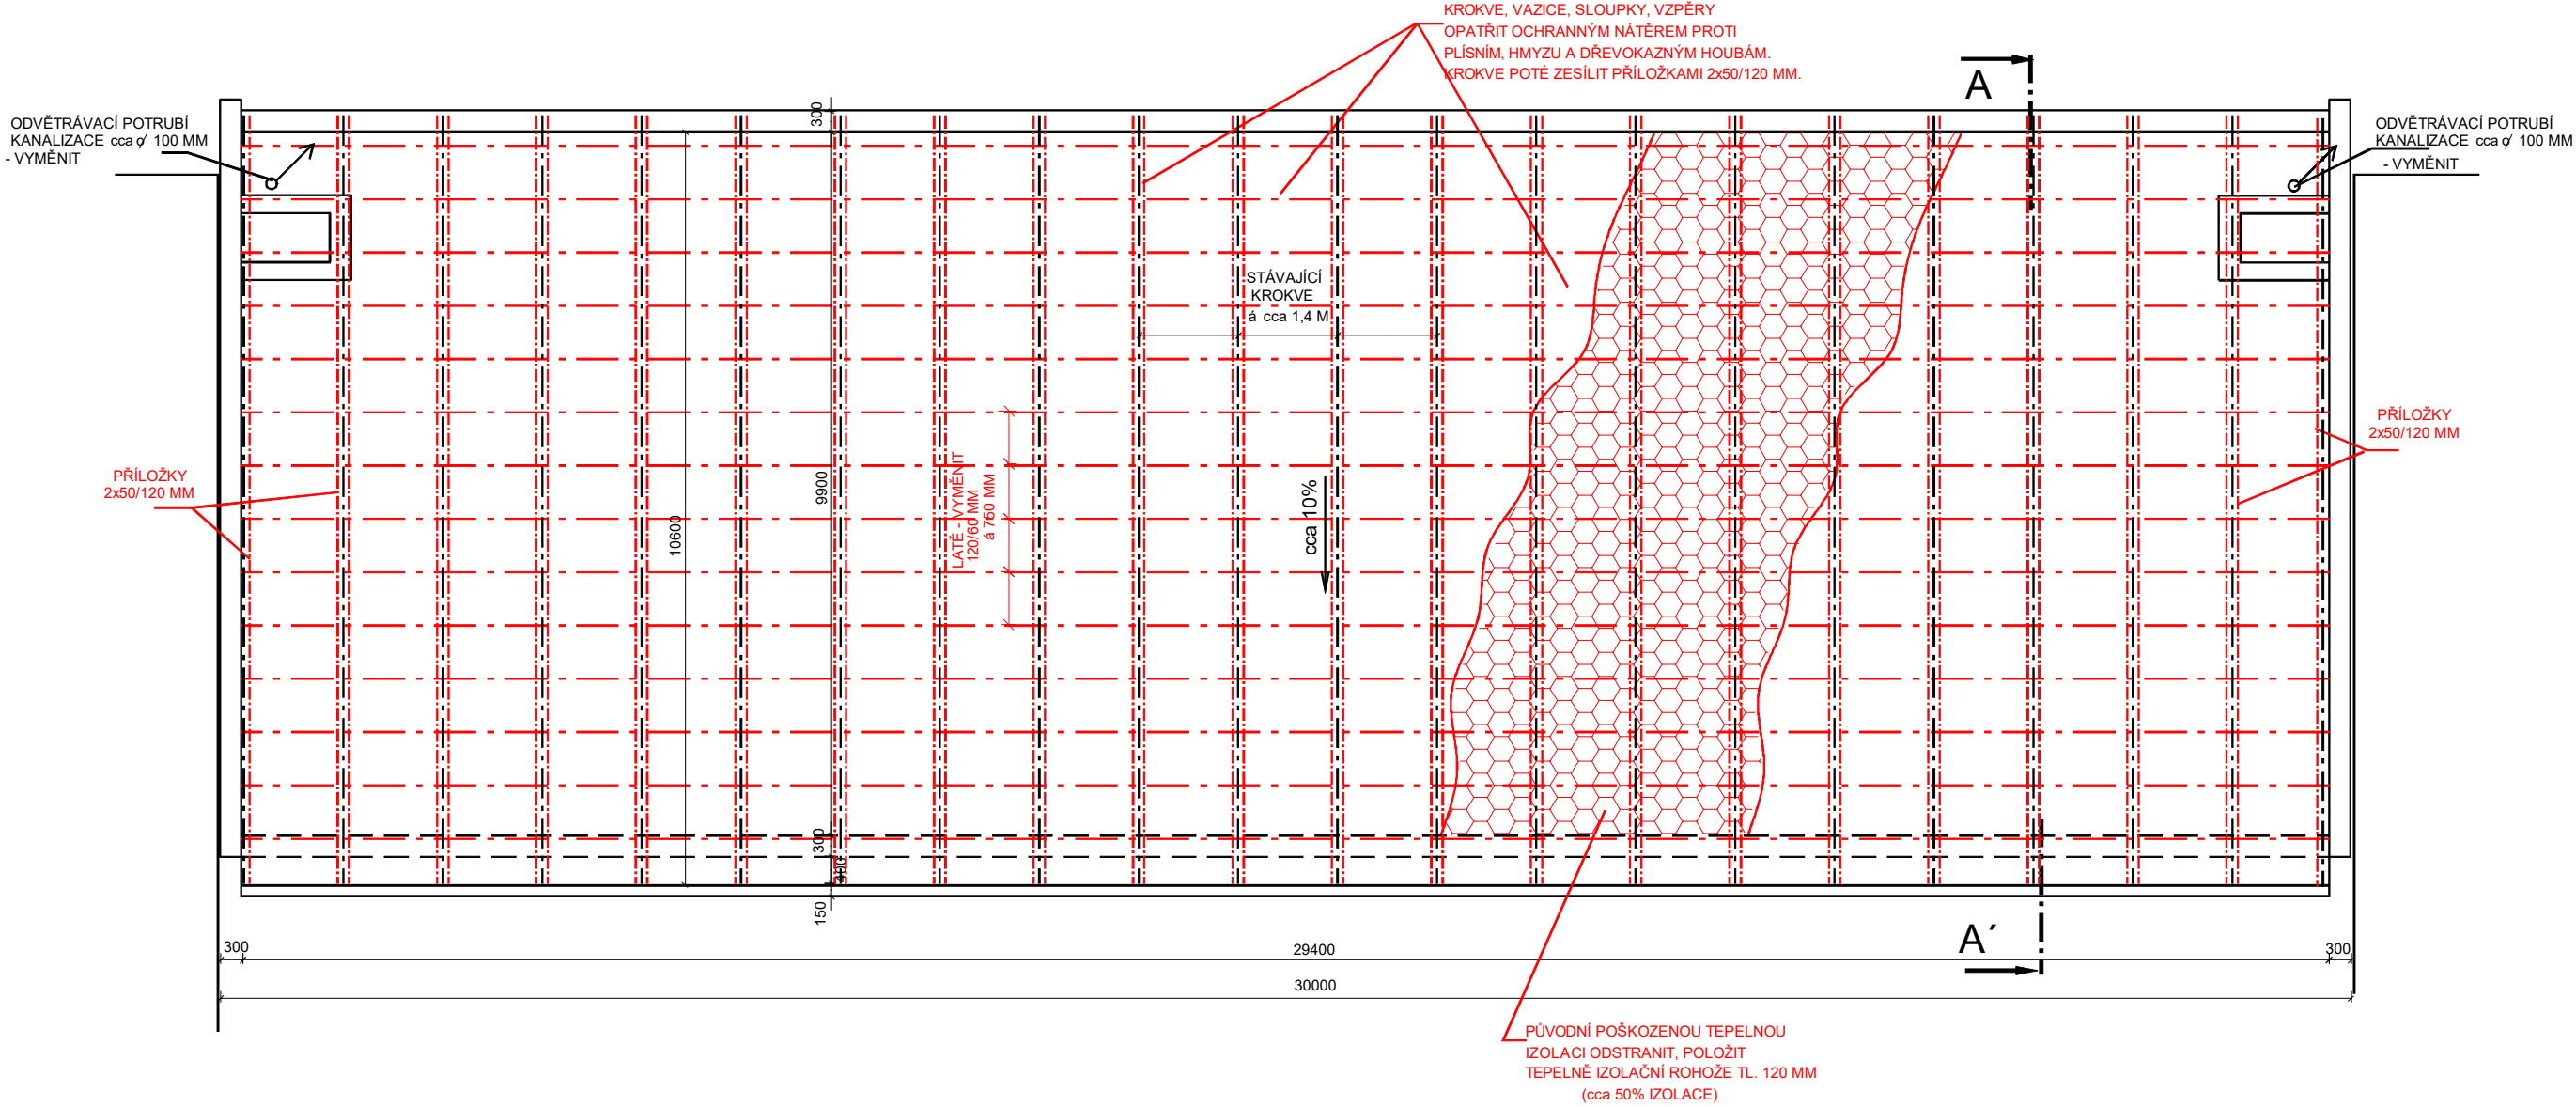 KROKVE, VAZICE, SLOUPKY, VZPĚRY
OPATŘIT OCHRANNÝM NÁTĚREM PROTI
PLÍSNÍM, HMYZU A DŘEVOKAZNÝM HOUBÁM.
KROKVE POTÉ ZESÍLIT PŘÍLOŽKAMI 2x50/120 MM.
A
ODVĚTRÁVACÍ POTRUBÍ
KANALIZACE cca ø 100 MM
- VYMĚNIT
ODVĚTRÁVACÍ POTRUBÍ
KANALIZACE cca ø 100 MM
- VYMĚNIT
300
STÁVAJÍCÍ
KROKVE
á cca 1,4 M
PŘÍLOŽKY
2x50/120 MM
PŘÍLOŽKY
2x50/120 MM
10600
9900
LATĚ - VYMĚNIT
120/60 MM
á 750 MM
cca 10%
300
400
150
A´
300
29400
300
30000
PŮVODNÍ POŠKOZENOU TEPELNOU
IZOLACI ODSTRANIT, POLOŽIT
TEPELNĚ IZOLAČNÍ ROHOŽE TL. 120 MM
(cca 50% IZOLACE)